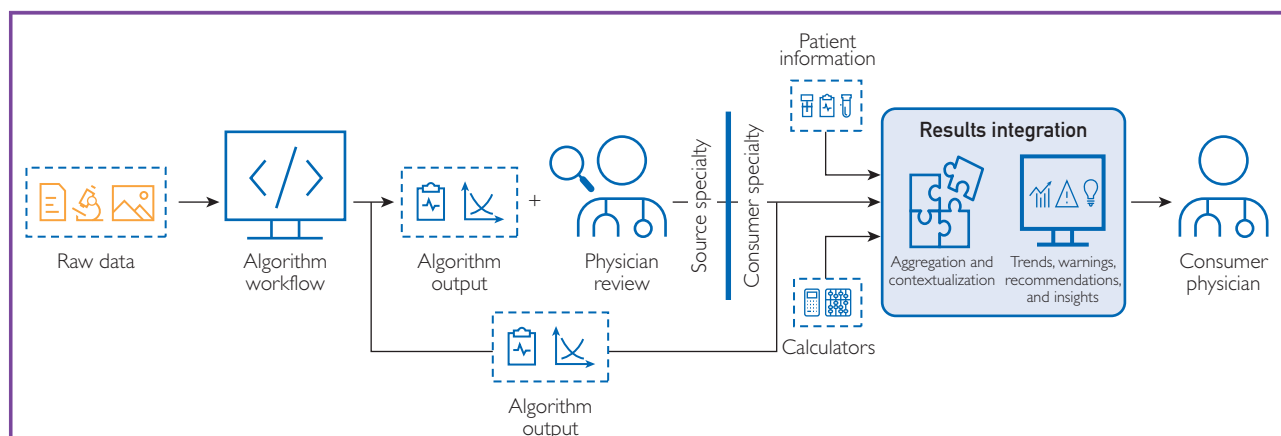 Patient
information
Results integration
Source specialty
Consumer specialty
</>
+
Raw data
Algorithm
workflow
Algorithm
output
Physician
review
Aggregation and
contextualization
Trends, warnings,
recommendations,
and insights
Consumer
physician
Calculators
Algorithm
output